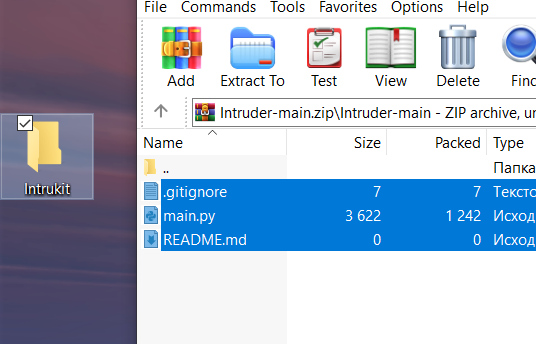 File Commands Tools Favorites Options Help
Add Extract To Test View Delete Find
Intruder-main.zip\Intruder-main - ZIP archive, un
Name Size Packed Type
.. Папка
.gitignore 7 7 Тексто
main.py 3 622 1 242 Исход
README.md 0 0 Исход
Intrukit